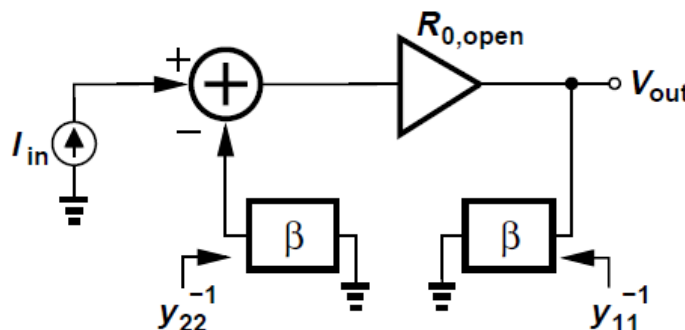 R0,open
+
+
−
Vout
Iin
β
β
y22−1
y11−1